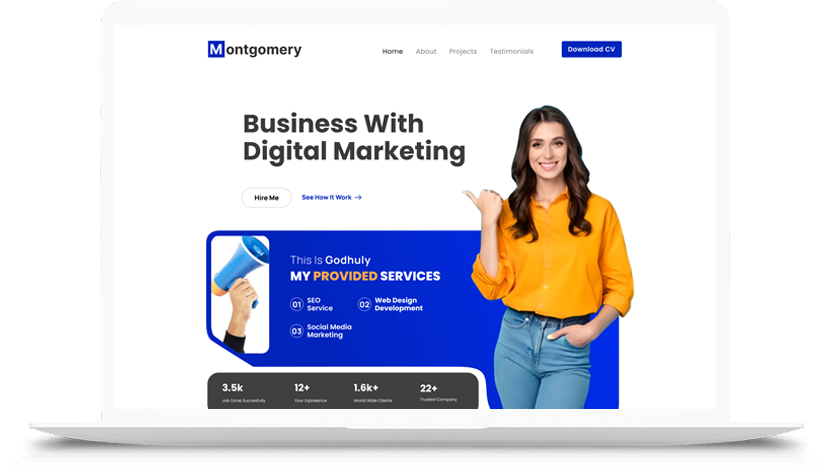 Montgomery
Home About Projects Testimonials Download CV
Business With
Digital Marketing
Hire Me See How It Work →
This Is Godhuly
MY PROVIDED SERVICES
01 SEO Service
02 Web Design Development
03 Social Media Marketing
3.5k 12+ 1.6k+ 22+
Job Done Succesfully Your Expireence World Wide Clients Trusted Company